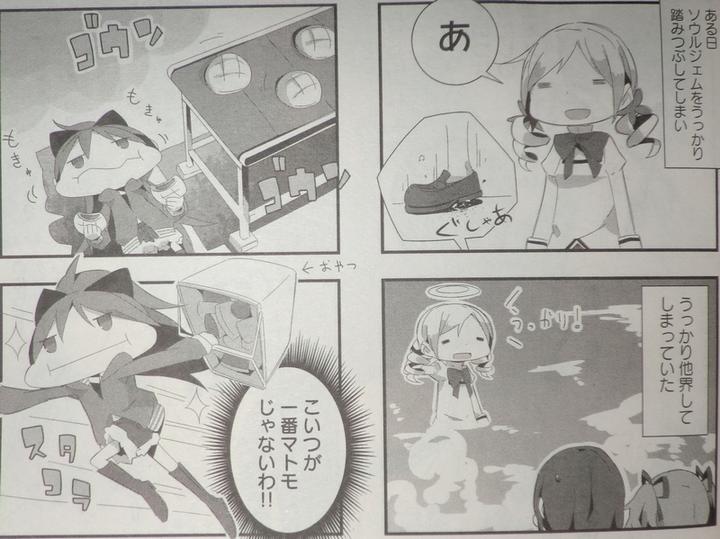 ある日
ソウルジェムをうっかり
踏みつぶしてしまい
あ
ぐしゃあ
うっかり他界して
しまっていた
うっかり!
ゴウン
もきゅ
もきゅ
ゴウン
←おやつ
こいつが
一番マトモ
じゃないわ!!
スタ
コラ